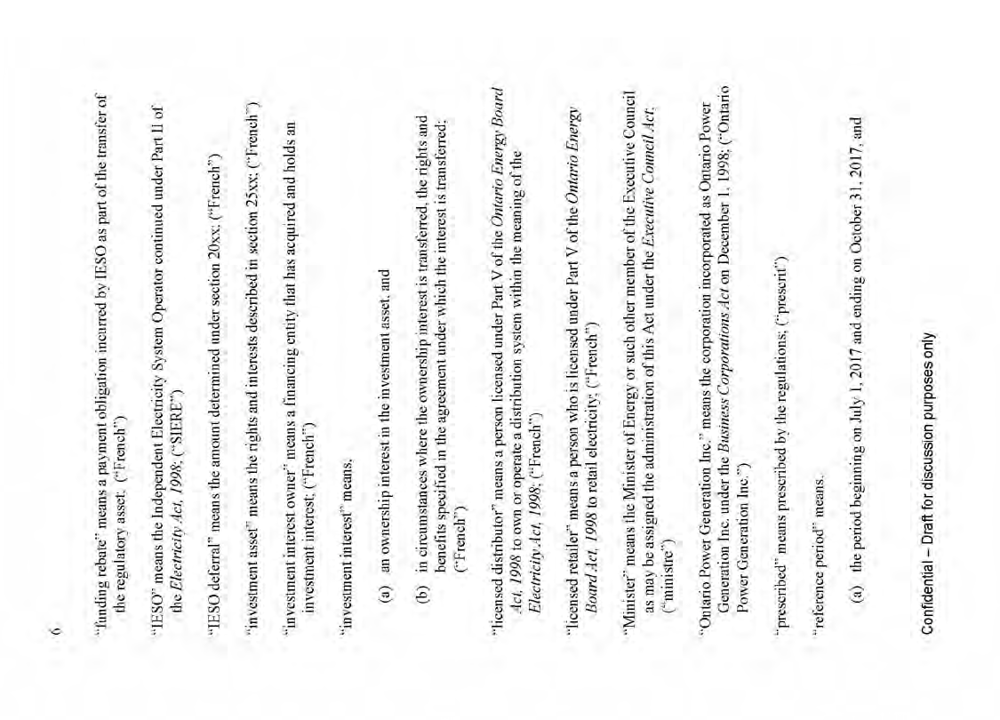 6
“funding rebate” means a payment obligation incurred by IESO as part of the transfer of
the regulatory asset; (“French”)
“IESO” means the Independent Electricity System Operator continued under Part II of
the Electricity Act, 1998; (“SIERE”)
“IESO deferral” means the amount determined under section 20xx; (“French”)
“investment asset” means the rights and interests described in section 25xx; (“French”)
“investment interest owner” means a financing entity that has acquired and holds an
investment interest; (“French”)
“investment interest” means,
(a) an ownership interest in the investment asset, and
(b) in circumstances where the ownership interest is transferred, the rights and
benefits specified in the agreement under which the interest is transferred;
(“French”)
“licensed distributor” means a person licensed under Part V of the Ontario Energy Board
Act, 1998 to own or operate a distribution system within the meaning of the
Electricity Act, 1998; (“French”)
“licensed retailer” means a person who is licensed under Part V of the Ontario Energy
Board Act, 1998 to retail electricity; (“French”)
“Minister” means the Minister of Energy or such other member of the Executive Council
as may be assigned the administration of this Act under the Executive Council Act;
(“ministre”)
“Ontario Power Generation Inc.” means the corporation incorporated as Ontario Power
Generation Inc. under the Business Corporations Act on December 1, 1998; (“Ontario
Power Generation Inc.”)
“prescribed” means prescribed by the regulations; (“prescrit”)
“reference period” means,
(a) the period beginning on July 1, 2017 and ending on October 31, 2017, and
Confidential – Draft for discussion purposes only